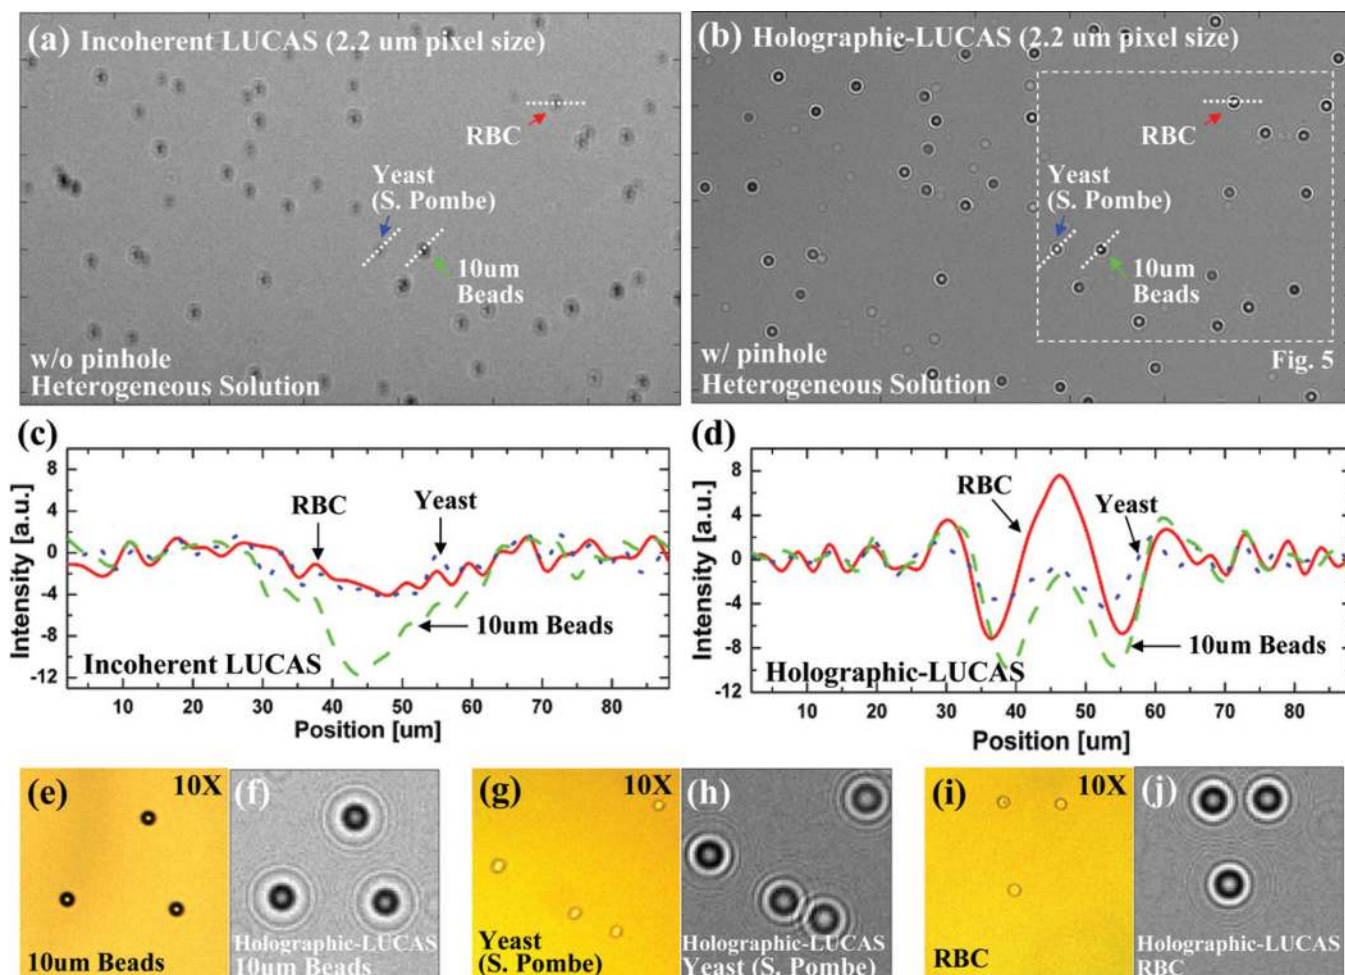 (a) Incoherent LUCAS (2.2 um pixel size)
RBC
Yeast
(S. Pombe)
10um
Beads
w/o pinhole
Heterogeneous Solution
(b) Holographic-LUCAS (2.2 um pixel size)
RBC
Yeast
(S. Pombe)
10um
Beads
w/ pinhole
Heterogeneous Solution
Fig. 5
(c)
Intensity [a.u.]
8
4
0
-4
-8
-12
RBC
Yeast
10um Beads
Incoherent LUCAS
10 20 30 40 50 60 70 80
Position [um]
(d)
Intensity [a.u.]
8
4
0
-4
-8
-12
RBC
Yeast
10um Beads
Holographic-LUCAS
10 20 30 40 50 60 70 80
Position [um]
(e) 10X
10um Beads
(f)
Holographic-LUCAS
10um Beads
(g) 10X
Yeast
(S. Pombe)
(h)
Holographic-LUCAS
Yeast (S. Pombe)
(i) 10X
RBC
(j)
Holographic-LUCAS
RBC